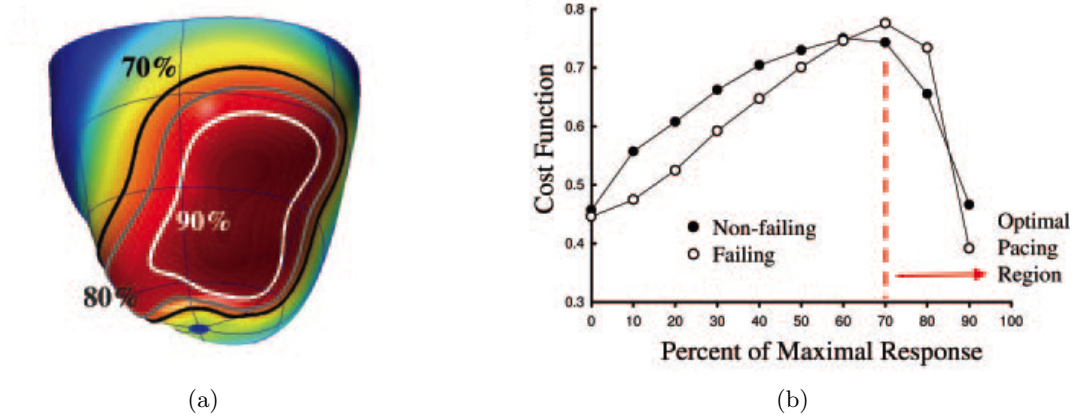 70%
90%
80%
(a)
0.8
0.7
0.6
0.5
0.4
0.3
Cost Function
Non-failing
Failing
Optimal
Pacing
Region
0 10 20 30 40 50 60 70 80 90 100
Percent of Maximal Response
(b)